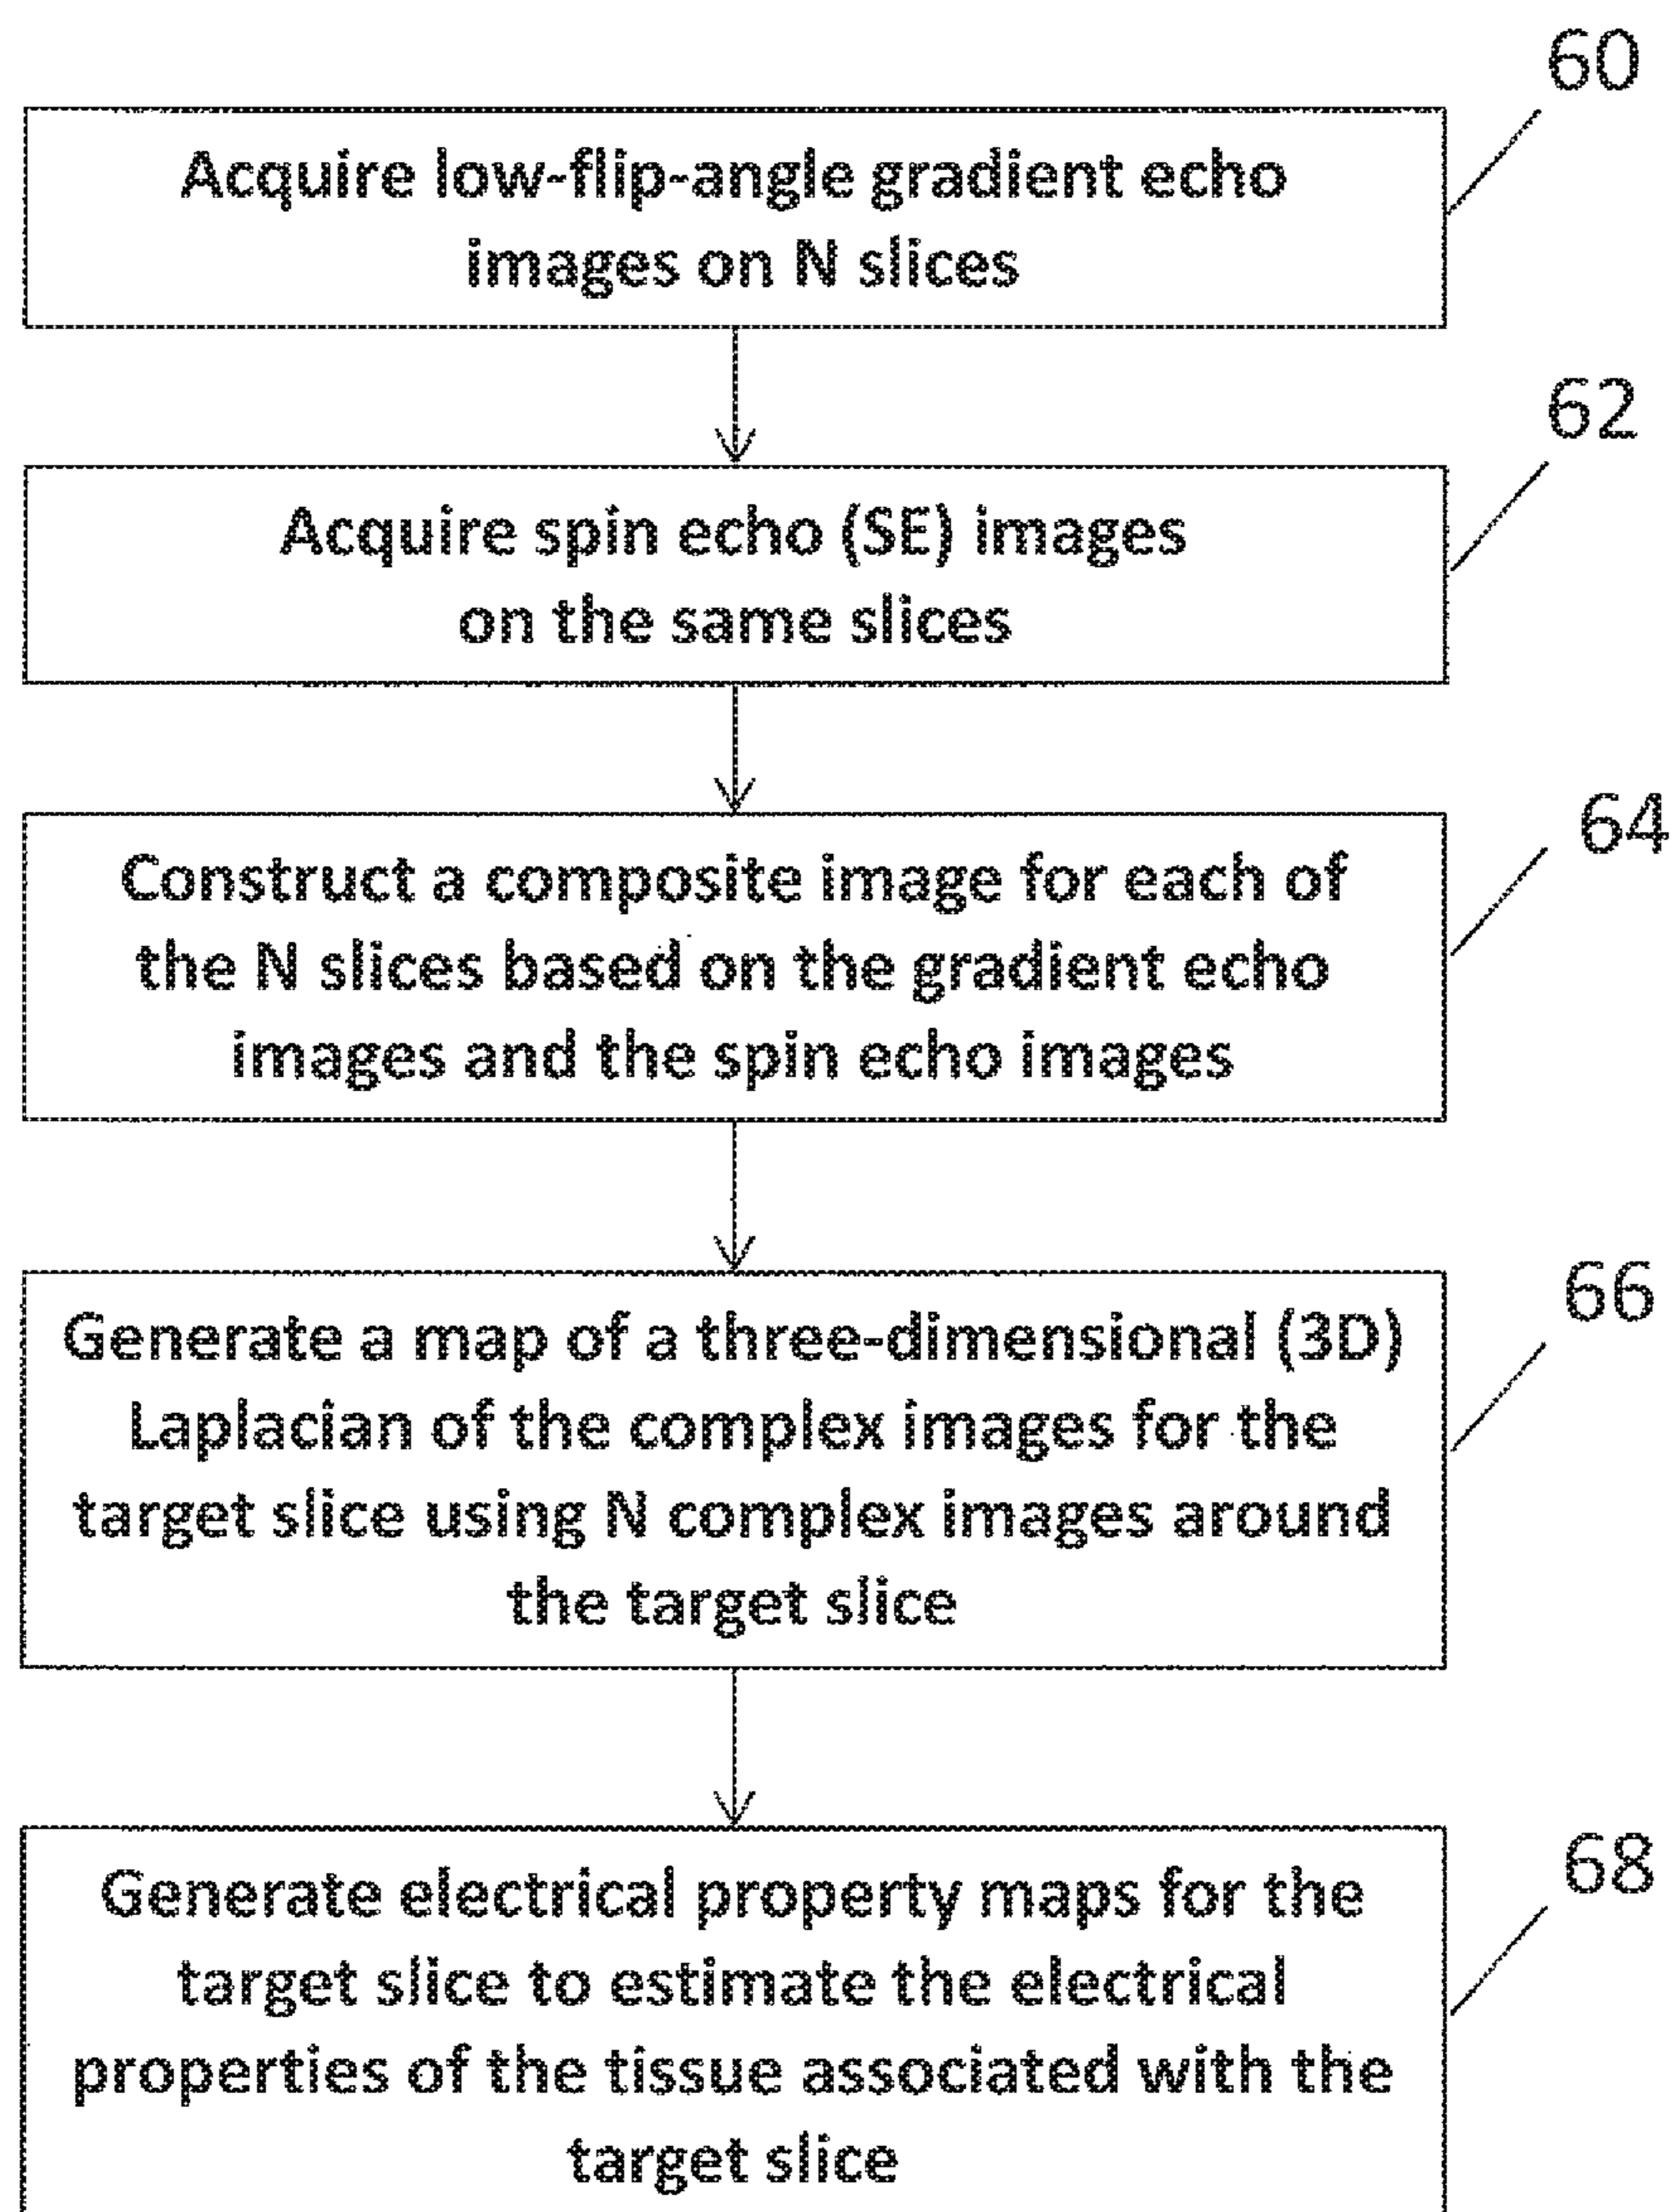 60
Acquire low-flip-angle gradient echo
images on N slices
62
Acquire spin echo (SE) images
on the same slices
64
Construct a composite image for each of
the N slices based on the gradient echo
images and the spin echo images
66
Generate a map of a three-dimensional (3D)
Laplacian of the complex images for the
target slice using N complex images around
the target slice
68
Generate electrical property maps for the
target slice to estimate the electrical
properties of the tissue associated with the
target slice